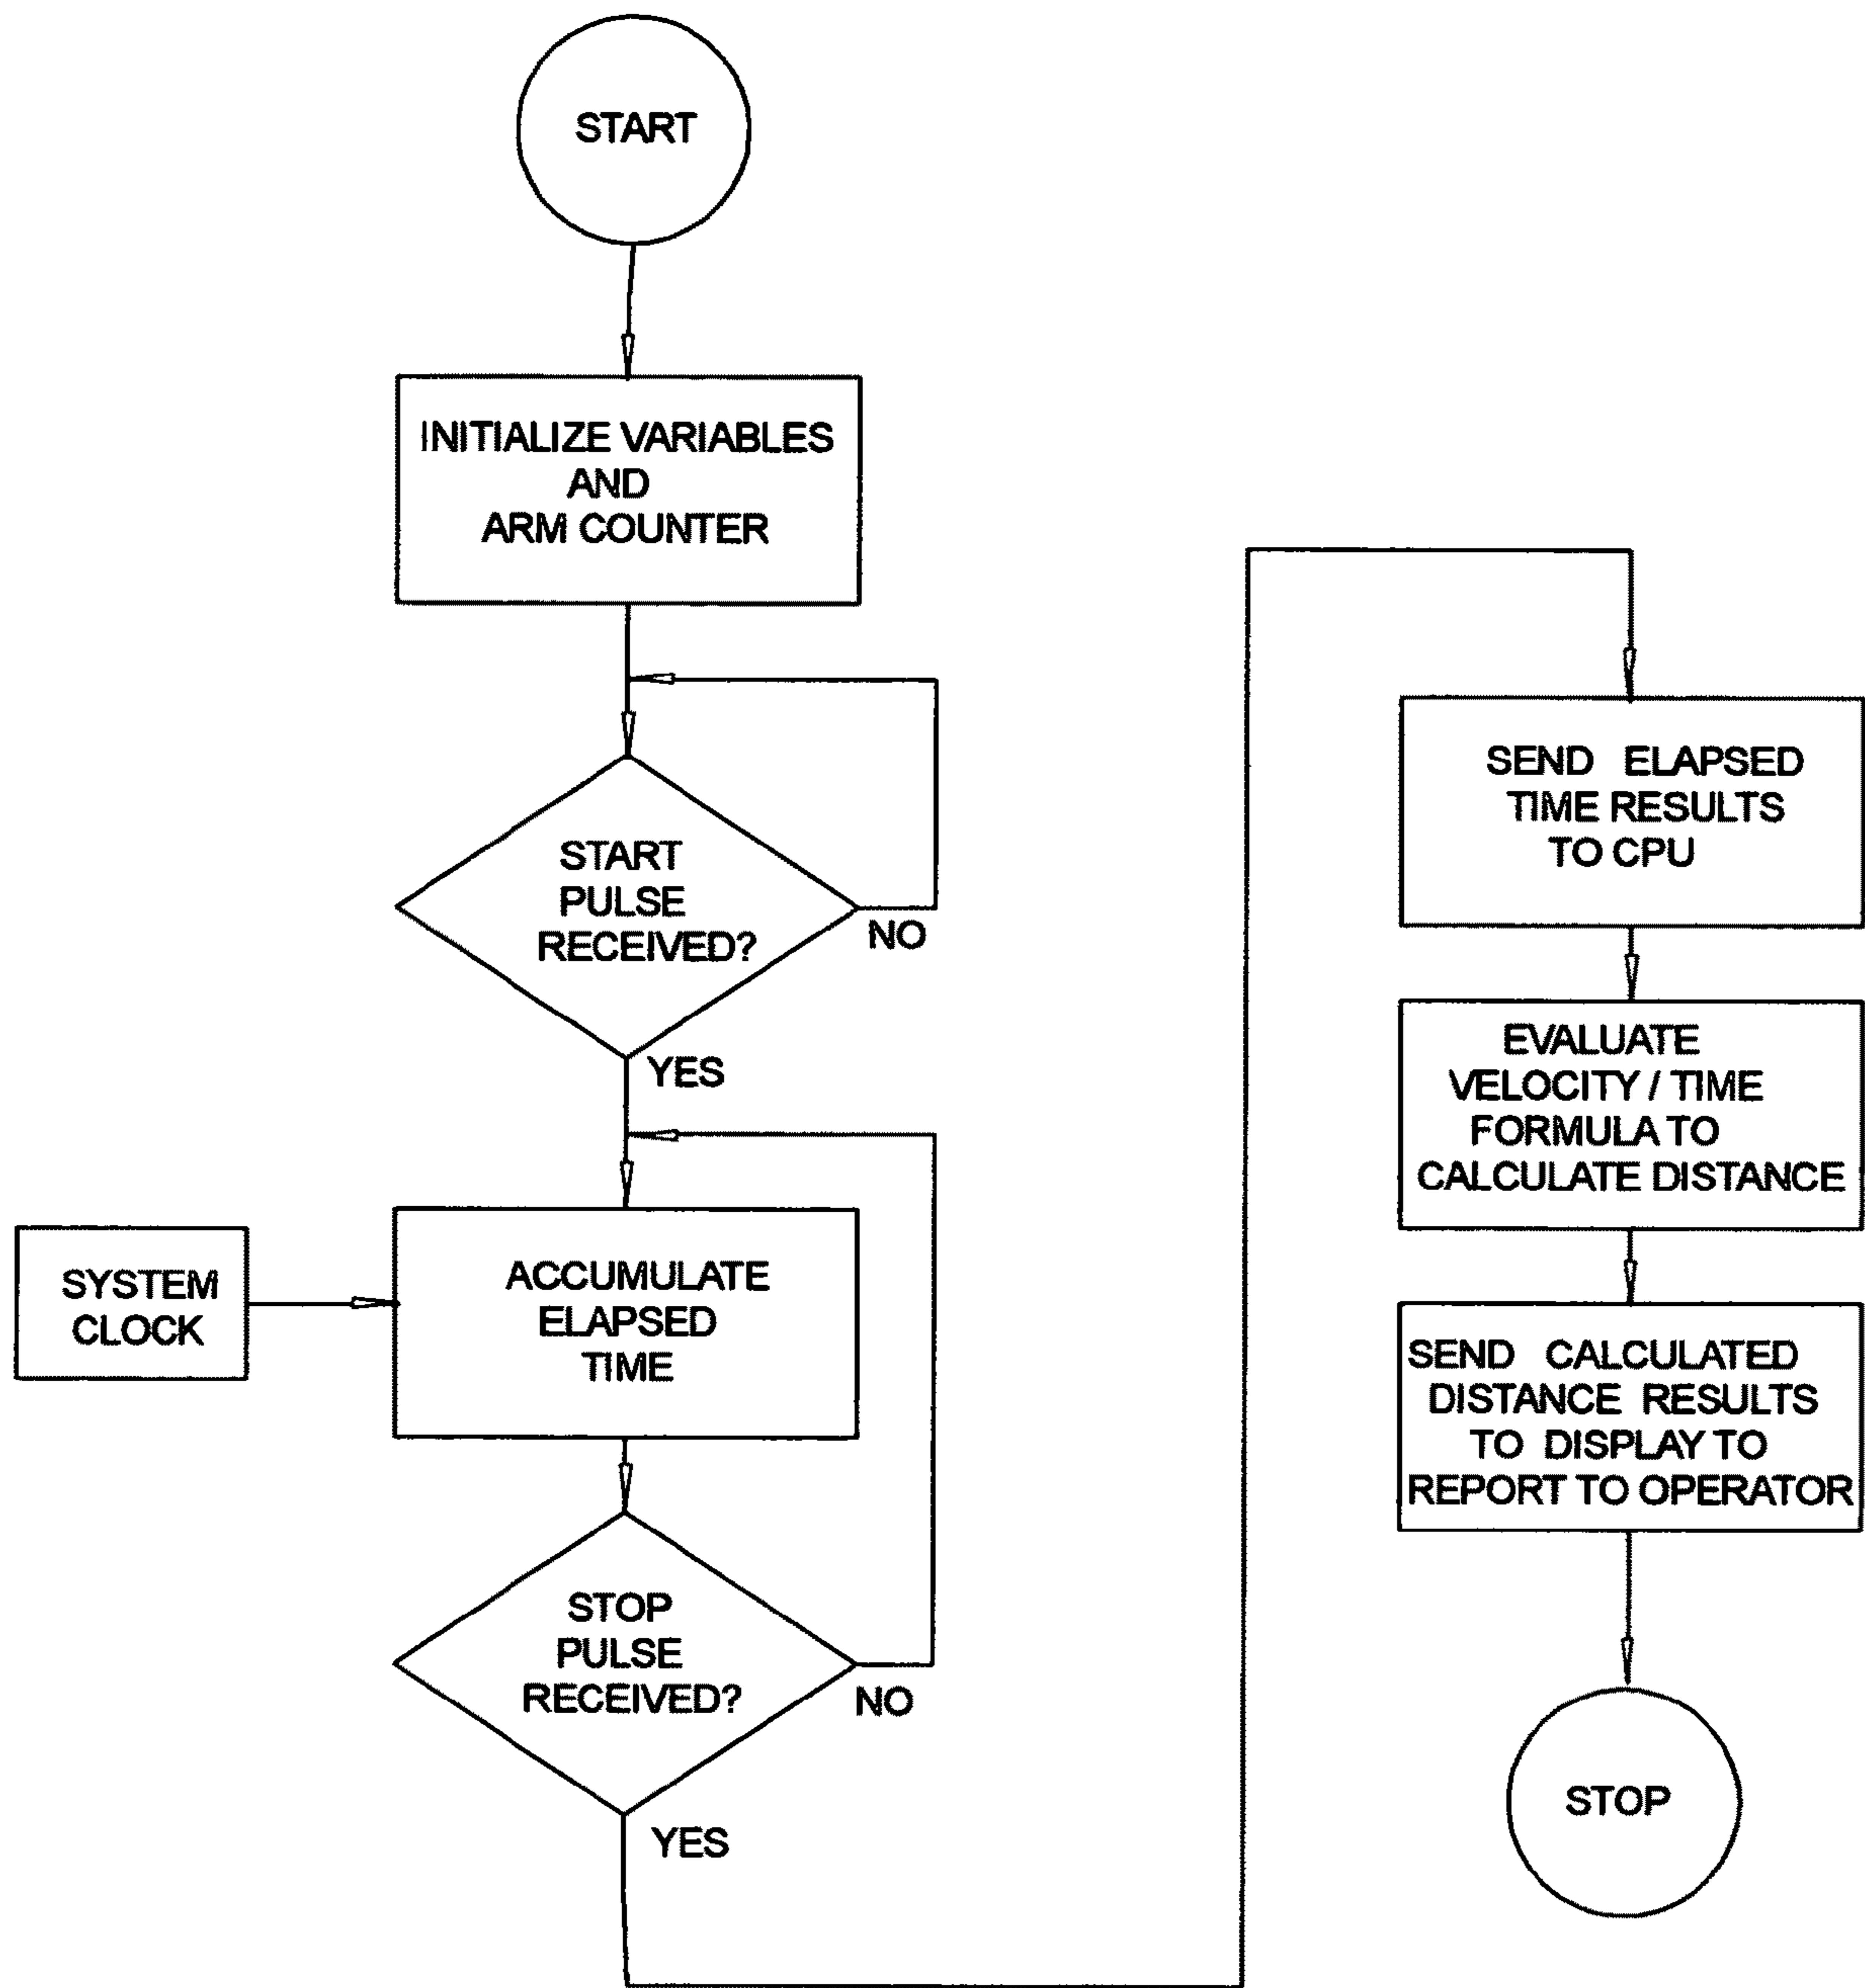 START
INITIALIZE VARIABLES
AND
ARM COUNTER
START
PULSE
RECEIVED?
NO
YES
SYSTEM
CLOCK
ACCUMULATE
ELAPSED
TIME
STOP
PULSE
RECEIVED?
NO
YES
SEND ELAPSED
TIME RESULTS
TO CPU
EVALUATE
VELOCITY / TIME
FORMULA TO
CALCULATE DISTANCE
SEND CALCULATED
DISTANCE RESULTS
TO DISPLAY TO
REPORT TO OPERATOR
STOP